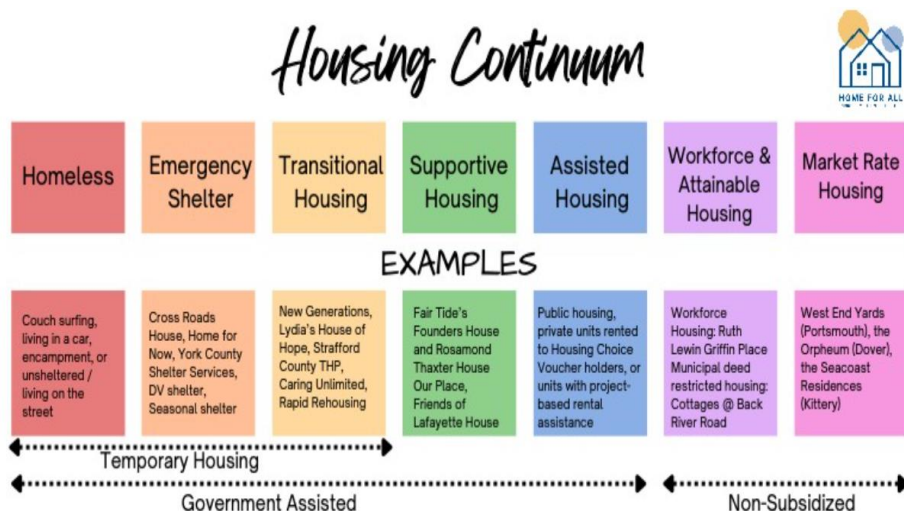 Housing Continuum
HOME FOR ALL
Homeless
Emergency
Shelter
Transitional
Housing
Supportive
Housing
Assisted
Housing
Workforce &
Attainable
Housing
Market Rate
Housing
EXAMPLES
Couch surfing,
living in a car,
encampment, or
unsheltered /
living on the
street
Cross Roads
House, Home for
Now, York County
Shelter Services,
DV shelter,
Seasonal shelter
New Generations,
Lydia's House of
Hope, Strafford
County THP,
Caring Unlimited,
Rapid Rehousing
Fair Tide's
Founders House
and Rosamond
Thaxter House
Our Place,
Friends of
Lafayette House
Public housing,
private units rented
to Housing Choice
Voucher holders, or
units with project-
based rental
assistance
Workforce
Housing: Ruth
Lewin Griffin Place
Municipal deed
restricted housing:
Cottages @ Back
River Road
West End Yards
(Portsmouth), the
Orpheum (Dover),
the Seacoast
Residences
(Kittery)
Temporary Housing
Government Assisted
Non-Subsidized